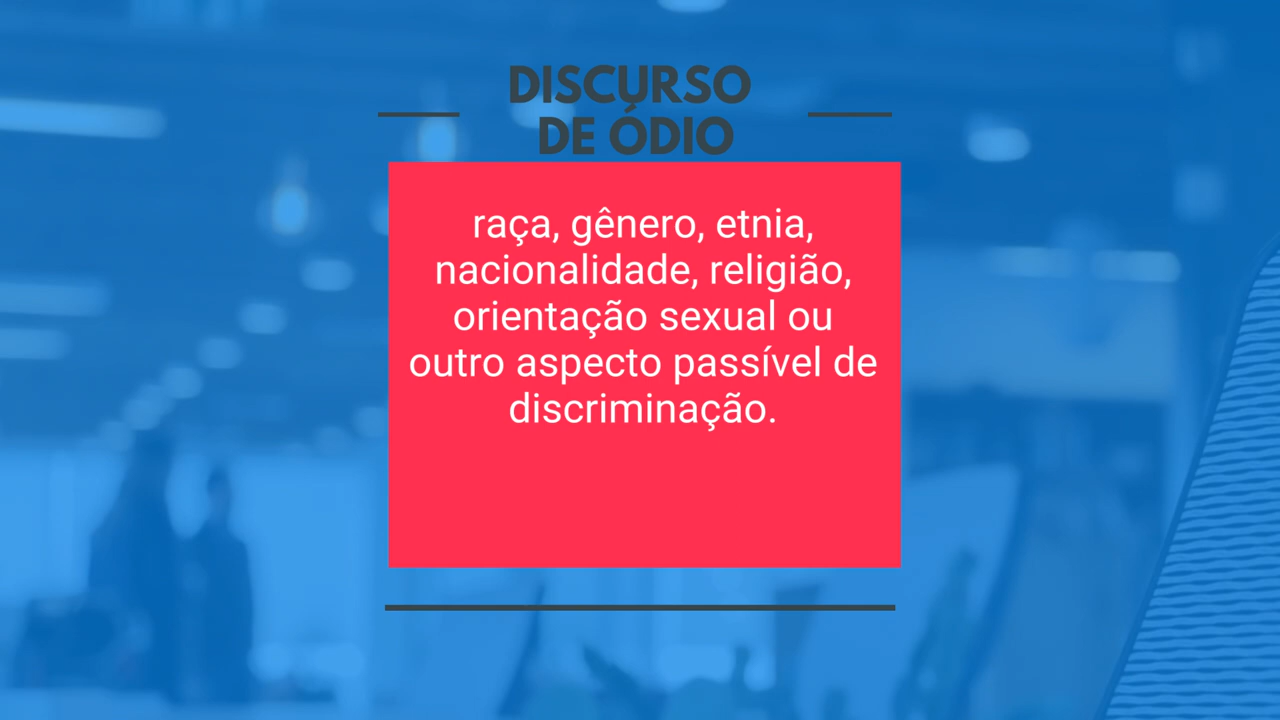 DISCURSO
DE ÓDIO
raça, gênero, etnia,
nacionalidade, religião,
orientação sexual ou
outro aspecto passível de
discriminação.